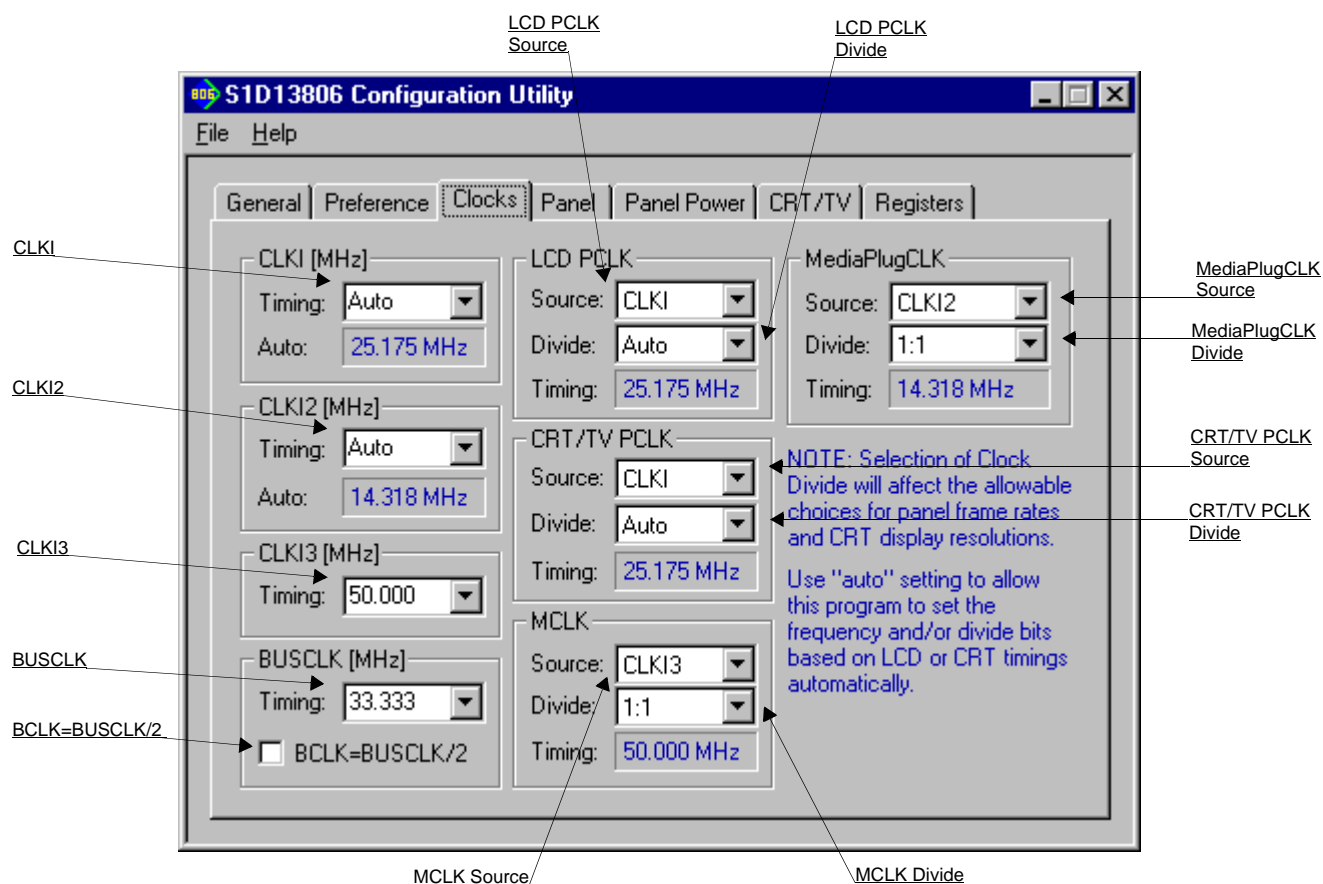 LCD PCLK
Source
LCD PCLK
Divide
806
S1D13806 Configuration Utility
File Help
General Preference Clocks Panel Panel Power CRT/TV Registers
CLKI
CLKI [MHz]
Timing: Auto
Auto: 25.175 MHz
CLKI2
CLKI2 [MHz]
Timing: Auto
Auto: 14.318 MHz
CLKI3
CLKI3 [MHz]
Timing: 50.000
BUSCLK
BUSCLK [MHz]
Timing: 33.333
BCLK=BUSCLK/2
BCLK=BUSCLK/2
LCD PCLK
Source: CLKI
Divide: Auto
Timing: 25.175 MHz
CRT/TV PCLK
Source: CLKI
Divide: Auto
Timing: 25.175 MHz
MCLK
Source: CLKI3
Divide: 1:1
Timing: 50.000 MHz
MediaPlugCLK
Source: CLKI2
Divide: 1:1
Timing: 14.318 MHz
NOTE: Selection of Clock
Divide will affect the allowable
choices for panel frame rates
and CRT display resolutions.
Use "auto" setting to allow
this program to set the
frequency and/or divide bits
based on LCD or CRT timings
automatically.
MediaPlugCLK
Source
MediaPlugCLK
Divide
CRT/TV PCLK
Source
CRT/TV PCLK
Divide
MCLK Source
MCLK Divide